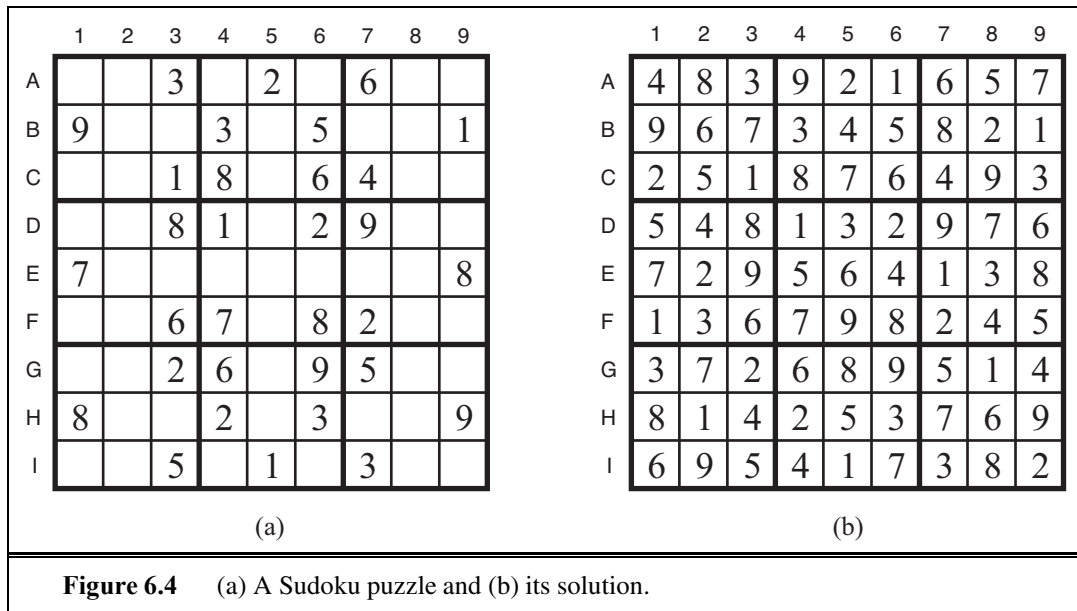 1 2 3 4 5 6 7 8 9
A 3 2 6
B 9 3 5 1
C 1 8 6 4
D 8 1 2 9
E 7 8
F 6 7 8 2
G 2 6 9 5
H 8 2 3 9
I 5 1 3
(a)
1 2 3 4 5 6 7 8 9
A 4 8 3 9 2 1 6 5 7
B 9 6 7 3 4 5 8 2 1
C 2 5 1 8 7 6 4 9 3
D 5 4 8 1 3 2 9 7 6
E 7 2 9 5 6 4 1 3 8
F 1 3 6 7 9 8 2 4 5
G 3 7 2 6 8 9 5 1 4
H 8 1 4 2 5 3 7 6 9
I 6 9 5 4 1 7 3 8 2
(b)
Figure 6.4 (a) A Sudoku puzzle and (b) its solution.